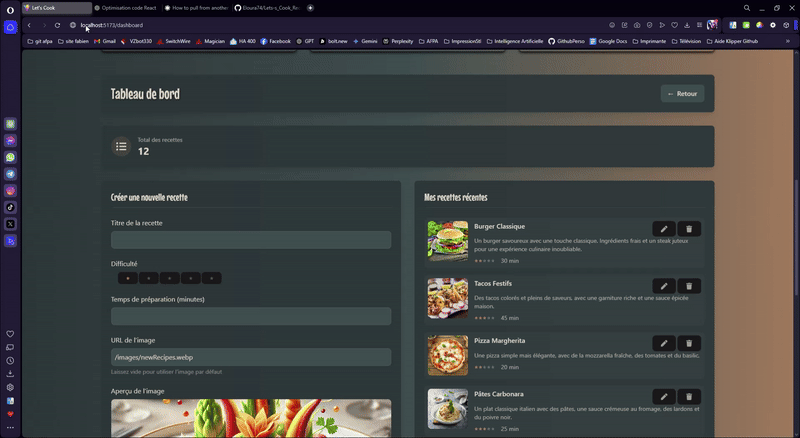 Let's Cook
Optimisation code React
How to pull from another
Eloura74/Lets-s_Cook_Re
localhost:5173/dashboard
git afpa
site fabien
Gmail
VZbot330
SwitchWire
Magician
HA 400
Facebook
GPT
bolt.new
Gemini
Perplexity
AFPA
ImpressionStl
Intelligence Artificielle
GithubPerso
Google Docs
Imprimante
Télévision
Aide Klipper Github
Tableau de bord
← Retour
Total des recettes
12
Créer une nouvelle recette
Titre de la recette
Difficulté
Temps de préparation (minutes)
URL de l'image
/images/newRecipes.webp
Laissez vide pour utiliser l'image par défaut
Aperçu de l'image
Mes recettes récentes
Burger Classique
Un burger savoureux avec une touche classique. Ingrédients frais et un steak juteux
pour une expérience culinaire inoubliable.
30 min
Tacos Festifs
Des tacos colorés et pleins de saveurs, avec une garniture riche et une sauce épicée
maison.
45 min
Pizza Margherita
Une pizza simple mais élégante, avec de la mozzarella fraîche, des tomates et du basilic.
20 min
Pâtes Carbonara
Un plat classique italien avec des pâtes, une sauce crémeuse au fromage, des lardons et
du poivre noir.
25 min